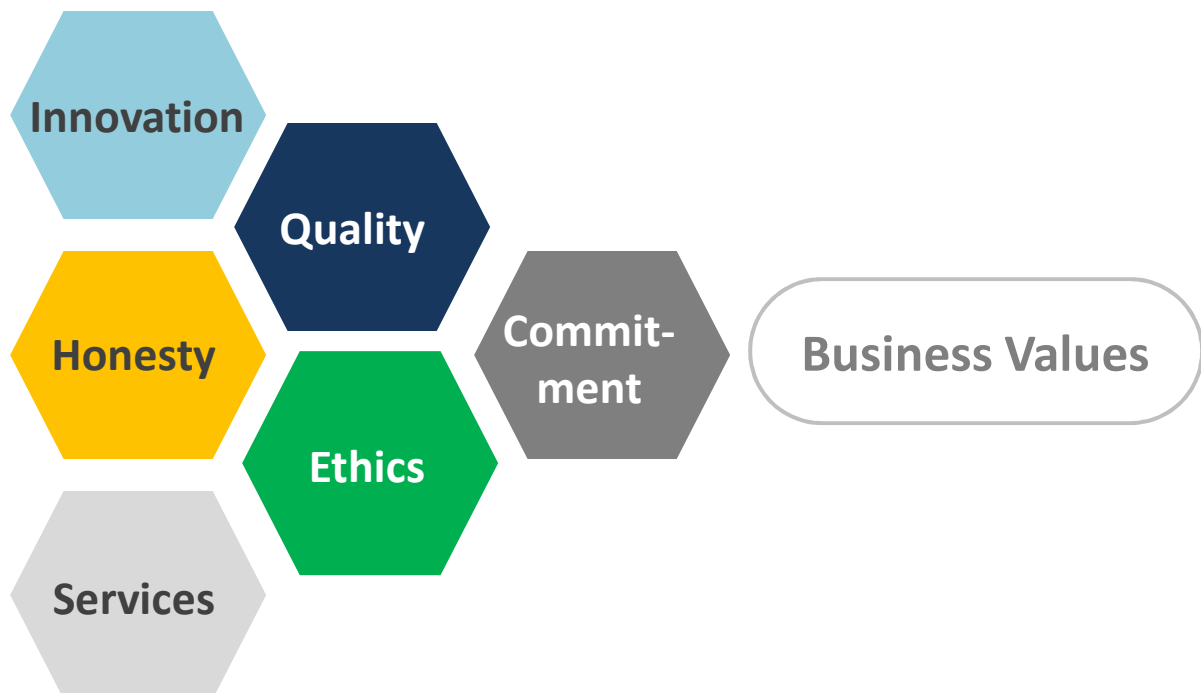 Innovation
Quality
Honesty
Commit-
ment
Business Values
Ethics
Services